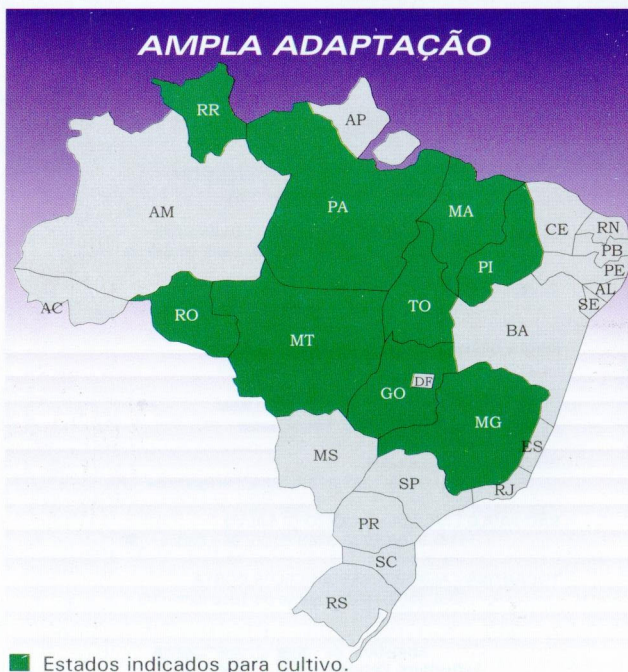 AMPLA ADAPTAÇÃO
RR
AP
AM
PA
MA
CE
RN
PB
PE
AL
SE
PI
AC
RO
TO
BA
MT
GO
DF
MG
ES
MS
SP
RJ
PR
SC
RS
Estados indicados para cultivo.